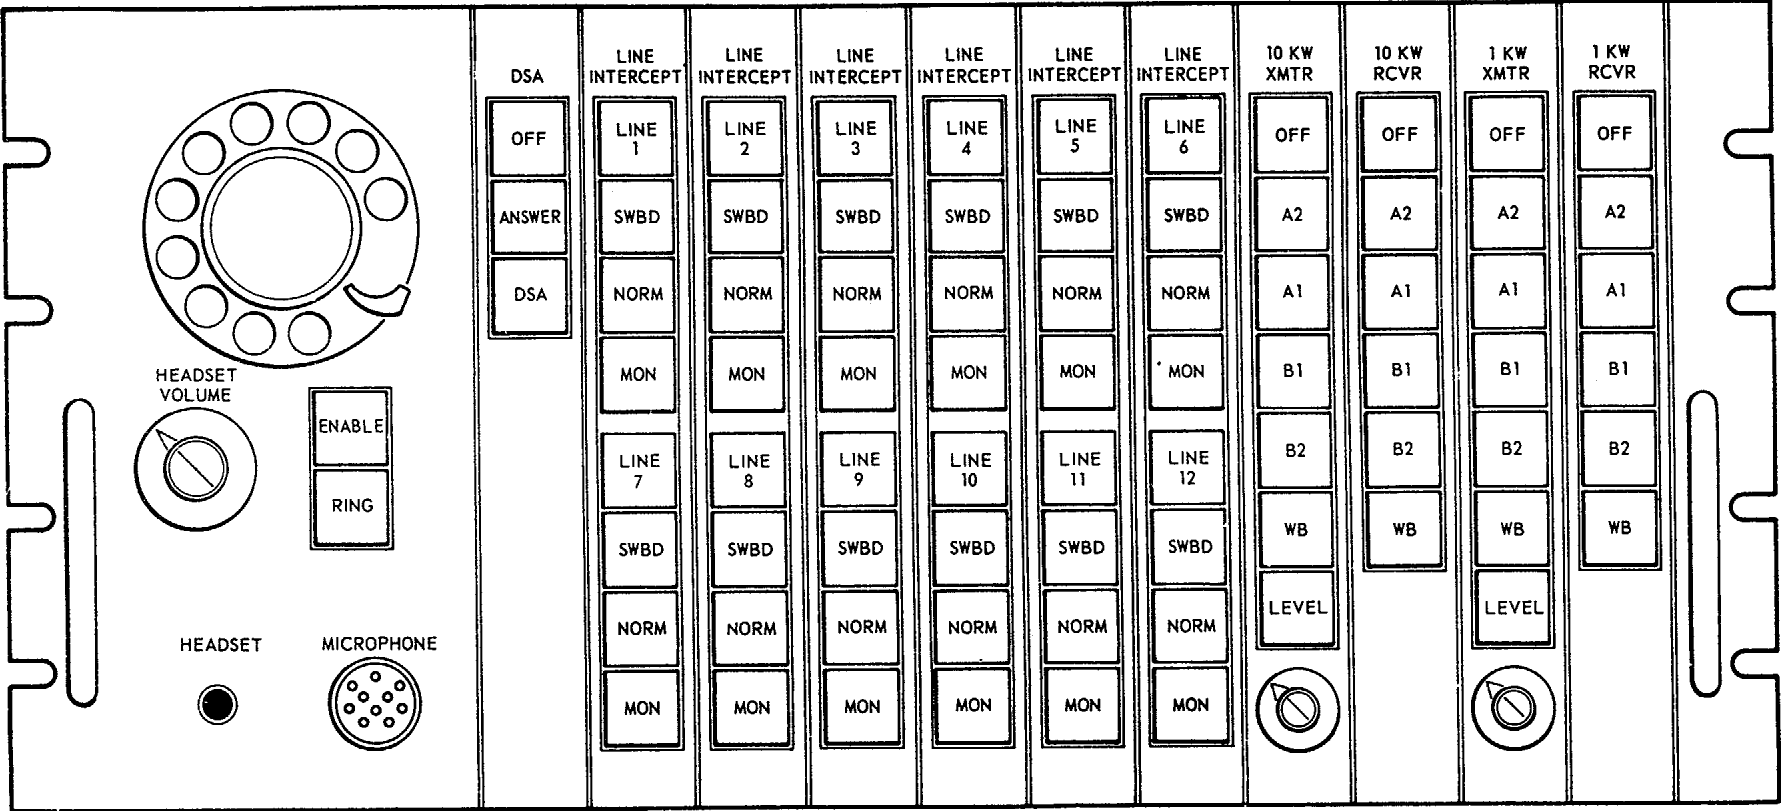 HEADSET
VOLUME
ENABLE
RING
HEADSET
MICROPHONE
DSA
OFF
ANSWER
DSA
LINE
INTERCEPT
LINE
1
SWBD
NORM
MON
LINE
7
SWBD
NORM
MON
LINE
INTERCEPT
LINE
2
SWBD
NORM
MON
LINE
8
SWBD
NORM
MON
LINE
INTERCEPT
LINE
3
SWBD
NORM
MON
LINE
9
SWBD
NORM
MON
LINE
INTERCEPT
LINE
4
SWBD
NORM
MON
LINE
10
SWBD
NORM
MON
LINE
INTERCEPT
LINE
5
SWBD
NORM
MON
LINE
11
SWBD
NORM
MON
LINE
INTERCEPT
LINE
6
SWBD
NORM
MON
LINE
12
SWBD
NORM
MON
10 KW
XMTR
OFF
A2
A1
B1
B2
WB
LEVEL
10 KW
RCVR
OFF
A2
A1
B1
B2
WB
1 KW
XMTR
OFF
A2
A1
B1
B2
WB
LEVEL
1 KW
RCVR
OFF
A2
A1
B1
B2
WB